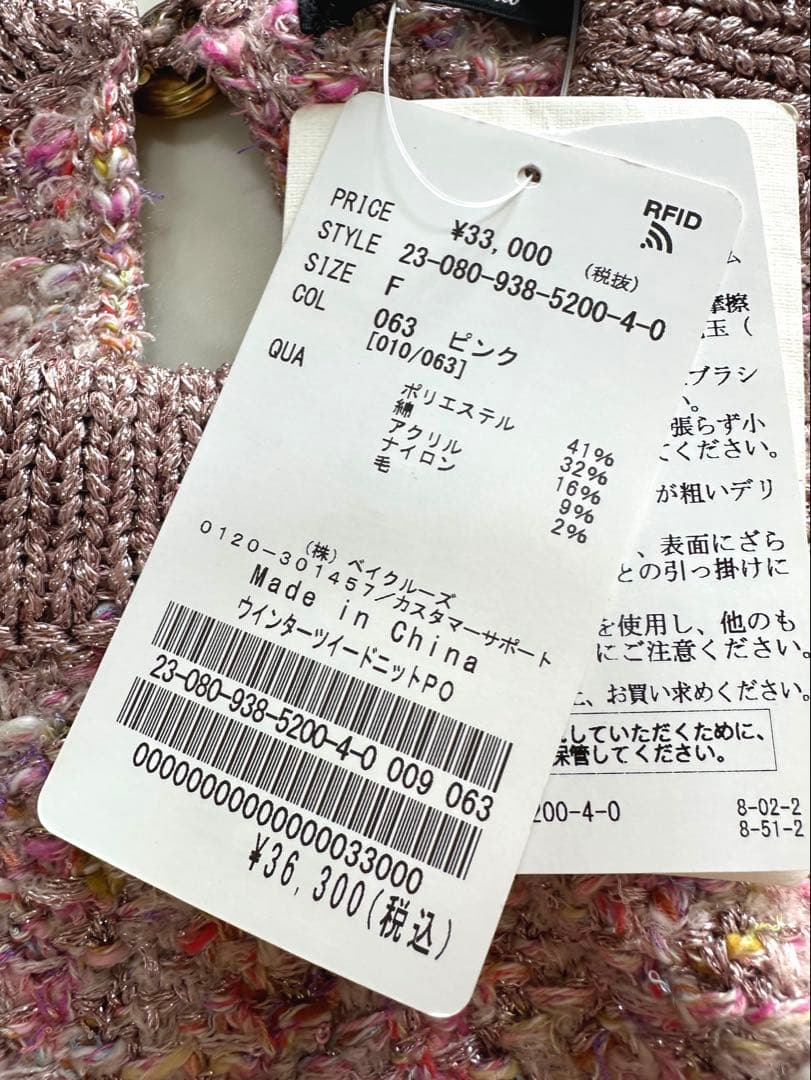 PRICE ¥33,000 (税抜)
RFID
STYLE 23-080-938-5200-4-0
SIZE F
COL 063 ピンク
[010/063]
QUA
ポリエステル 41%
綿 32%
アクリル 16%
ナイロン 9%
毛 2%
(株) ベイクルーズ
0120-301457/カスタマーサポート
Made in China
ウインターツイードニットPO
23-080-938-5200-4-0 009 063
0000000000000033000
¥36,300(税込)
摩擦
玉(
ブラシ
い。
張らず小
ください。
が粗いデリ
、表面にざら
との引っ掛けに
を使用し、他のも
にご注意ください。
上、お買い求めください。
していただくために、
保管してください。
200-4-0
8-02-2
8-51-2